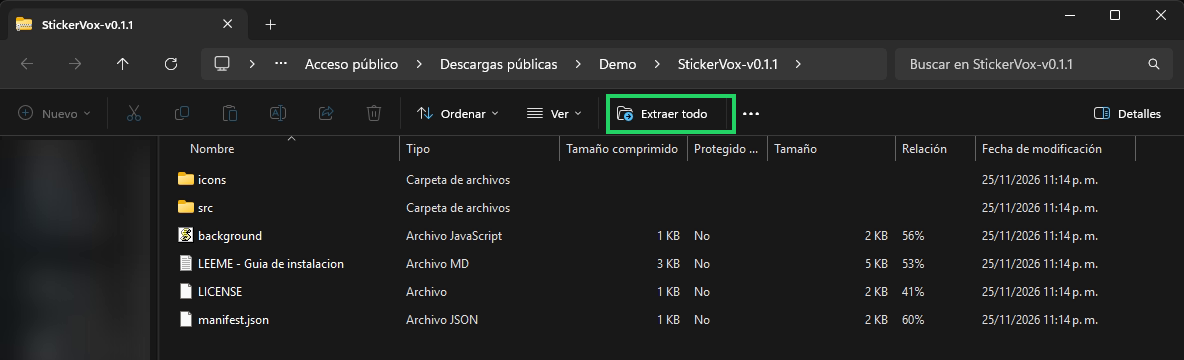 StickerVox-v0.1.1
Acceso público > Descargas públicas > Demo > StickerVox-v0.1.1 >
Buscar en StickerVox-v0.1.1
Nuevo
Ordenar
Ver
Extraer todo
Detalles
Nombre Tipo Tamaño comprimido Protegido ... Tamaño Relación Fecha de modificación
icons Carpeta de archivos 25/11/2026 11:14 p. m.
src Carpeta de archivos 25/11/2026 11:14 p. m.
background Archivo JavaScript 1 KB No 2 KB 56% 25/11/2026 11:14 p. m.
LEEME - Guia de instalacion Archivo MD 3 KB No 5 KB 53% 25/11/2026 11:14 p. m.
LICENSE Archivo 1 KB No 2 KB 41% 25/11/2026 11:14 p. m.
manifest.json Archivo JSON 1 KB No 2 KB 60% 25/11/2026 11:14 p. m.